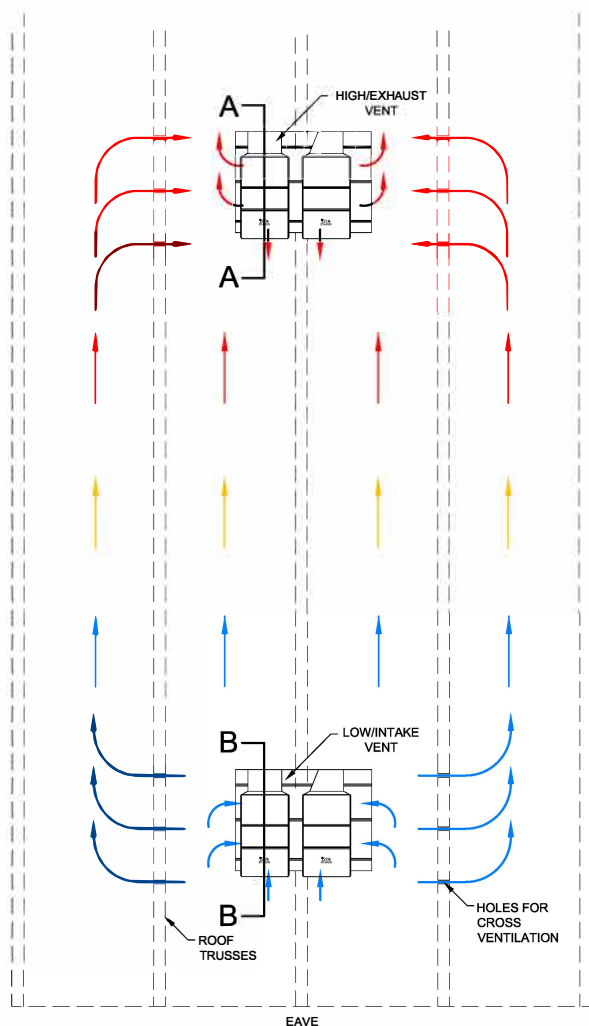 A
HIGH/EXHAUST
VENT
A
B
LOW/INTAKE
VENT
B
ROOF
TRUSSES
HOLES FOR
CROSS
VENTILATION
EAVE